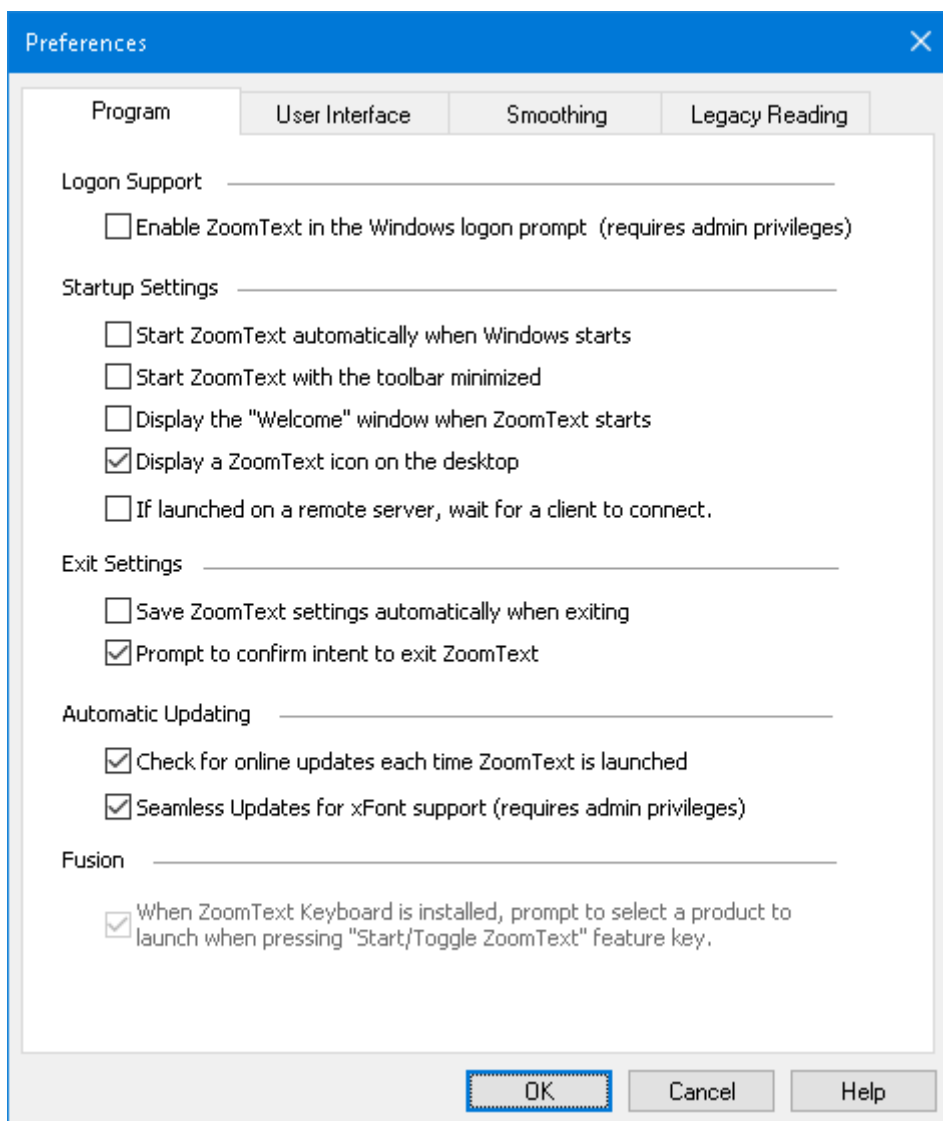 Preferences
Program
User Interface
Smoothing
Legacy Reading
Logon Support
Enable ZoomText in the Windows logon prompt  (requires admin privileges)
Startup Settings
Start ZoomText automatically when Windows starts
Start ZoomText with the toolbar minimized
Display the "Welcome" window when ZoomText starts
Display a ZoomText icon on the desktop
If launched on a remote server, wait for a client to connect.
Exit Settings
Save ZoomText settings automatically when exiting
Prompt to confirm intent to exit ZoomText
Automatic Updating
Check for online updates each time ZoomText is launched
Seamless Updates for xFont support (requires admin privileges)
Fusion
When ZoomText Keyboard is installed, prompt to select a product to
launch when pressing "Start/Toggle ZoomText" feature key.
OK
Cancel
Help